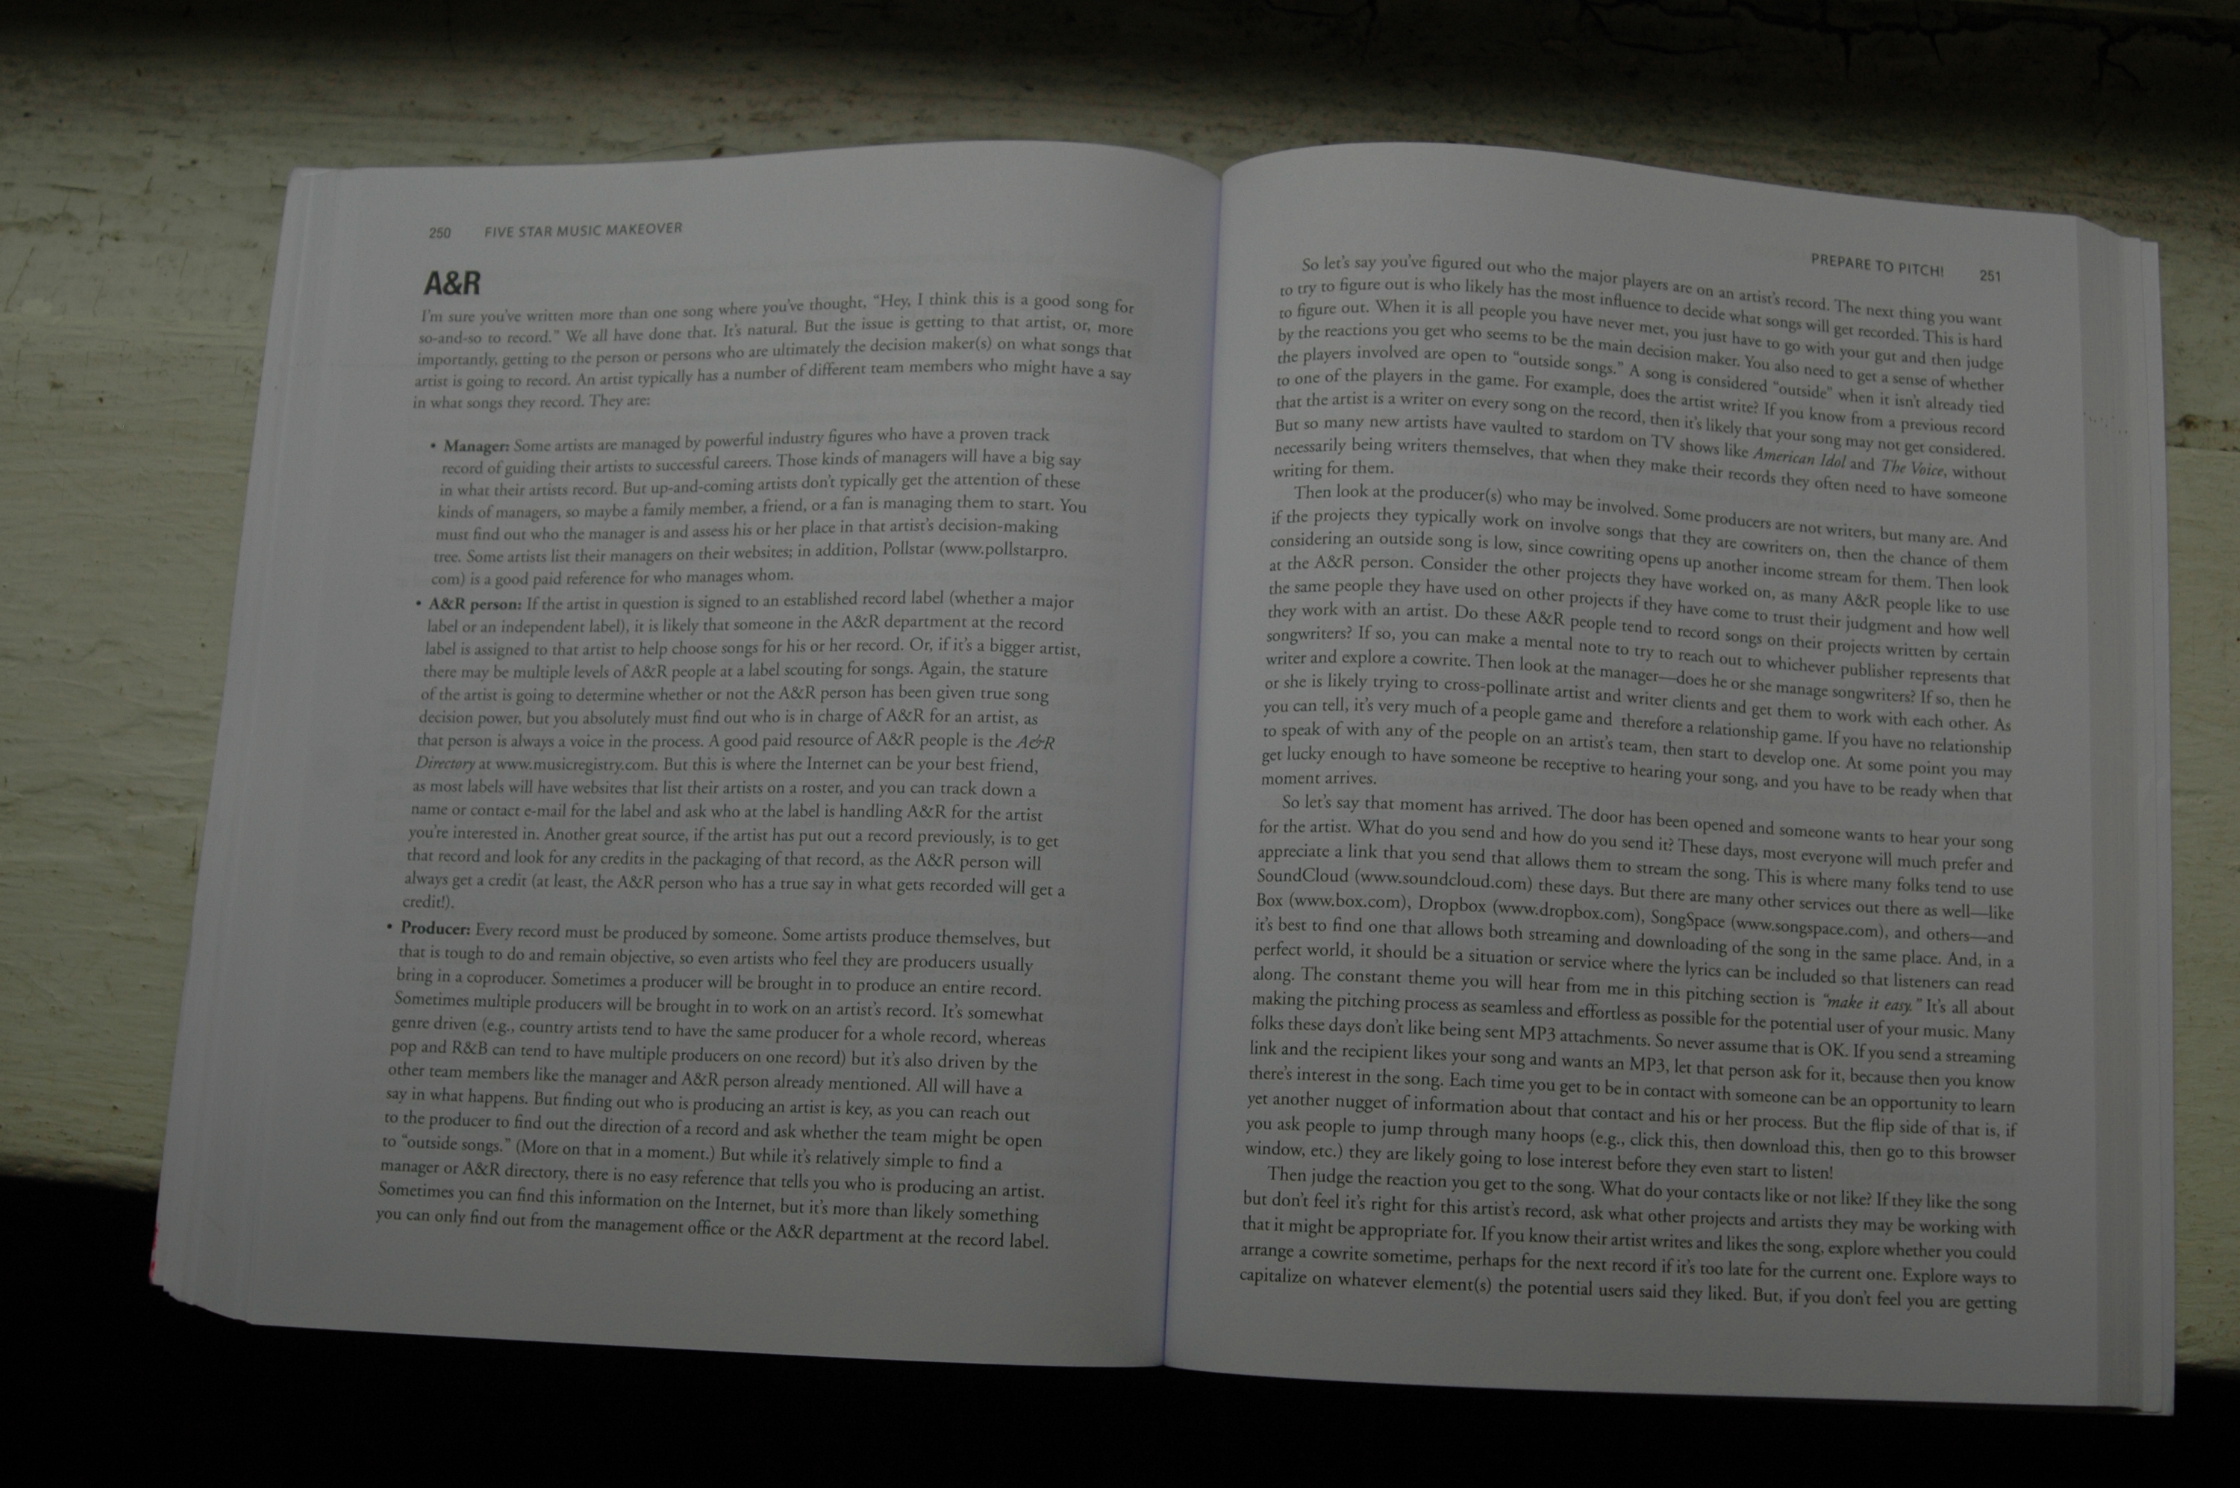 250 FIVE STAR MUSIC MAKEOVER
A&R
I'm sure you've written more than one song where you've thought, "Hey, I think this is a good song for
so-and-so to record." We all have done that. It's natural. But the issue is getting to that artist, or, more
importantly, getting to the person or persons who are ultimately the decision maker(s) on what songs that
artist is going to record. An artist typically has a number of different team members who might have a say
in what songs they record. They are:
• Manager: Some artists are managed by powerful industry figures who have a proven track
record of guiding their artists to successful careers. Those kinds of managers will have a big say
in what their artists record. But up-and-coming artists don't typically get the attention of these
kinds of managers, so maybe a family member, a friend, or a fan is managing them to start. You
must find out who the manager is and assess his or her place in that artist's decision-making
tree. Some artists list their managers on their websites; in addition, Pollstar (www.pollstarpro.
com) is a good paid reference for who manages whom.
• A&R person: If the artist in question is signed to an established record label (whether a major
label or an independent label), it is likely that someone in the A&R department at the record
label is assigned to that artist to help choose songs for his or her record. Or, if it's a bigger artist,
there may be multiple levels of A&R people at a label scouting for songs. Again, the stature
of the artist is going to determine whether or not the A&R person has been given true song
decision power, but you absolutely must find out who is in charge of A&R for an artist, as
that person is always a voice in the process. A good paid resource of A&R people is the A&R
Directory at www.musicregistry.com. But this is where the Internet can be your best friend,
as most labels will have websites that list their artists on a roster, and you can track down a
name or contact e-mail for the label and ask who at the label is handling A&R for the artist
you're interested in. Another great source, if the artist has put out a record previously, is to get
that record and look for any credits in the packaging of that record, as the A&R person will
always get a credit (at least, the A&R person who has a true say in what gets recorded will get a
credit!).
• Producer: Every record must be produced by someone. Some artists produce themselves, but
that is tough to do and remain objective, so even artists who feel they are producers usually
bring in a coproducer. Sometimes a producer will be brought in to produce an entire record.
Sometimes multiple producers will be brought in to work on an artist's record. It's somewhat
genre driven (e.g., country artists tend to have the same producer for a whole record, whereas
pop and R&B can tend to have multiple producers on one record) but it's also driven by the
other team members like the manager and A&R person already mentioned. All will have a
say in what happens. But finding out who is producing an artist is key, as you can reach out
to the producer to find out the direction of a record and ask whether the team might be open
to "outside songs." (More on that in a moment.) But while it's relatively simple to find a
manager or A&R directory, there is no easy reference that tells you who is producing an artist.
Sometimes you can find this information on the Internet, but it's more than likely something
you can only find out from the management office or the A&R department at the record label.
PREPARE TO PITCH! 251
So let's say you've figured out who the major players are on an artist's record. The next thing you want
to try to figure out is who likely has the most influence to decide what songs will get recorded. This is hard
to figure out. When it is all people you have never met, you just have to go with your gut and then judge
by the reactions you get who seems to be the main decision maker. You also need to get a sense of whether
the players involved are open to "outside songs." A song is considered "outside" when it isn't already tied
to one of the players in the game. For example, does the artist write? If you know from a previous record
that the artist is a writer on every song on the record, then it's likely that your song may not get considered.
But so many new artists have vaulted to stardom on TV shows like American Idol and The Voice, without
necessarily being writers themselves, that when they make their records they often need to have someone
writing for them.
Then look at the producer(s) who may be involved. Some producers are not writers, but many are. And
if the projects they typically work on involve songs that they are cowriters on, then the chance of them
considering an outside song is low, since cowriting opens up another income stream for them. Then look
at the A&R person. Consider the other projects they have worked on, as many A&R people like to use
the same people they have used on other projects if they have come to trust their judgment and how well
they work with an artist. Do these A&R people tend to record songs on their projects written by certain
songwriters? If so, you can make a mental note to try to reach out to whichever publisher represents that
writer and explore a cowrite. Then look at the manager—does he or she manage songwriters? If so, then he
or she is likely trying to cross-pollinate artist and writer clients and get them to work with each other. As
you can tell, it's very much of a people game and therefore a relationship game. If you have no relationship
to speak of with any of the people on an artist's team, then start to develop one. At some point you may
get lucky enough to have someone be receptive to hearing your song, and you have to be ready when that
moment arrives.
So let's say that moment has arrived. The door has been opened and someone wants to hear your song
for the artist. What do you send and how do you send it? These days, most everyone will much prefer and
appreciate a link that you send that allows them to stream the song. This is where many folks tend to use
SoundCloud (www.soundcloud.com) these days. But there are many other services out there as well—like
Box (www.box.com), Dropbox (www.dropbox.com), SongSpace (www.songspace.com), and others—and
it's best to find one that allows both streaming and downloading of the song in the same place. And, in a
perfect world, it should be a situation or service where the lyrics can be included so that listeners can read
along. The constant theme you will hear from me in this pitching section is "make it easy." It's all about
making the pitching process as seamless and effortless as possible for the potential user of your music. Many
folks these days don't like being sent MP3 attachments. So never assume that is OK. If you send a streaming
link and the recipient likes your song and wants an MP3, let that person ask for it, because then you know
there's interest in the song. Each time you get to be in contact with someone can be an opportunity to learn
yet another nugget of information about that contact and his or her process. But the flip side of that is, if
you ask people to jump through many hoops (e.g., click this, then download this, then go to this browser
window, etc.) they are likely going to lose interest before they even start to listen!
Then judge the reaction you get to the song. What do your contacts like or not like? If they like the song
but don't feel it's right for this artist's record, ask what other projects and artists they may be working with
that it might be appropriate for. If you know their artist writes and likes the song, explore whether you could
arrange a cowrite sometime, perhaps for the next record if it's too late for the current one. Explore ways to
capitalize on whatever element(s) the potential users said they liked. But, if you don't feel you are getting